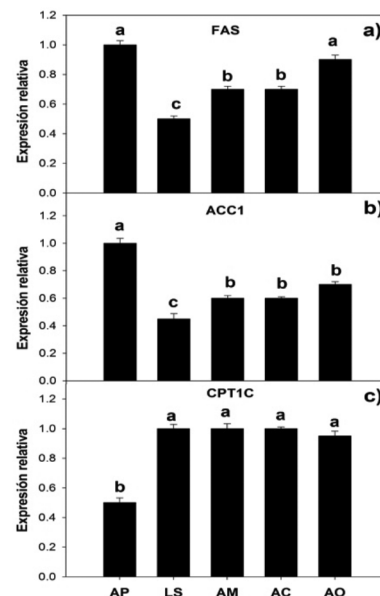 FAS
a)
Expresión relativa
1.2
1.0
0.8
0.6
0.4
0.2
0.0
a
c
b
b
a
ACC1
b)
Expresión relativa
1.0
0.8
0.6
0.4
0.2
0.0
a
c
b
b
b
CPT1C
c)
Expresión relativa
1.2
1.0
0.8
0.6
0.4
0.2
0.0
b
a
a
a
a
AP LS AM AC AO